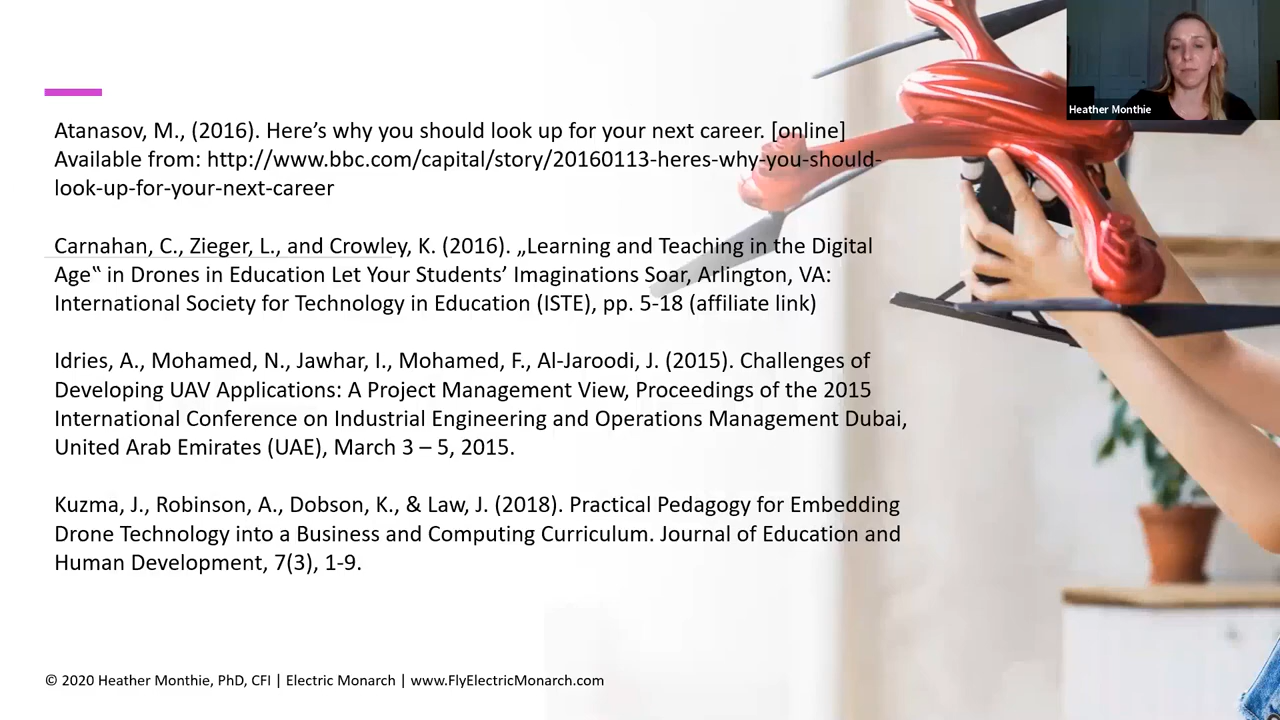 Heather Monthie
Atanasov, M., (2016). Here’s why you should look up for your next career. [online]
Available from: http://www.bbc.com/capital/story/20160113-heres-why-you-should-
look-up-for-your-next-career
Carnahan, C., Zieger, L., and Crowley, K. (2016). „Learning and Teaching in the Digital
Age‟ in Drones in Education Let Your Students’ Imaginations Soar, Arlington, VA:
International Society for Technology in Education (ISTE), pp. 5-18 (affiliate link)
Idries, A., Mohamed, N., Jawhar, I., Mohamed, F., Al-Jaroodi, J. (2015). Challenges of
Developing UAV Applications: A Project Management View, Proceedings of the 2015
International Conference on Industrial Engineering and Operations Management Dubai,
United Arab Emirates (UAE), March 3 – 5, 2015.
Kuzma, J., Robinson, A., Dobson, K., & Law, J. (2018). Practical Pedagogy for Embedding
Drone Technology into a Business and Computing Curriculum. Journal of Education and
Human Development, 7(3), 1-9.
© 2020 Heather Monthie, PhD, CFI | Electric Monarch | www.FlyElectricMonarch.com